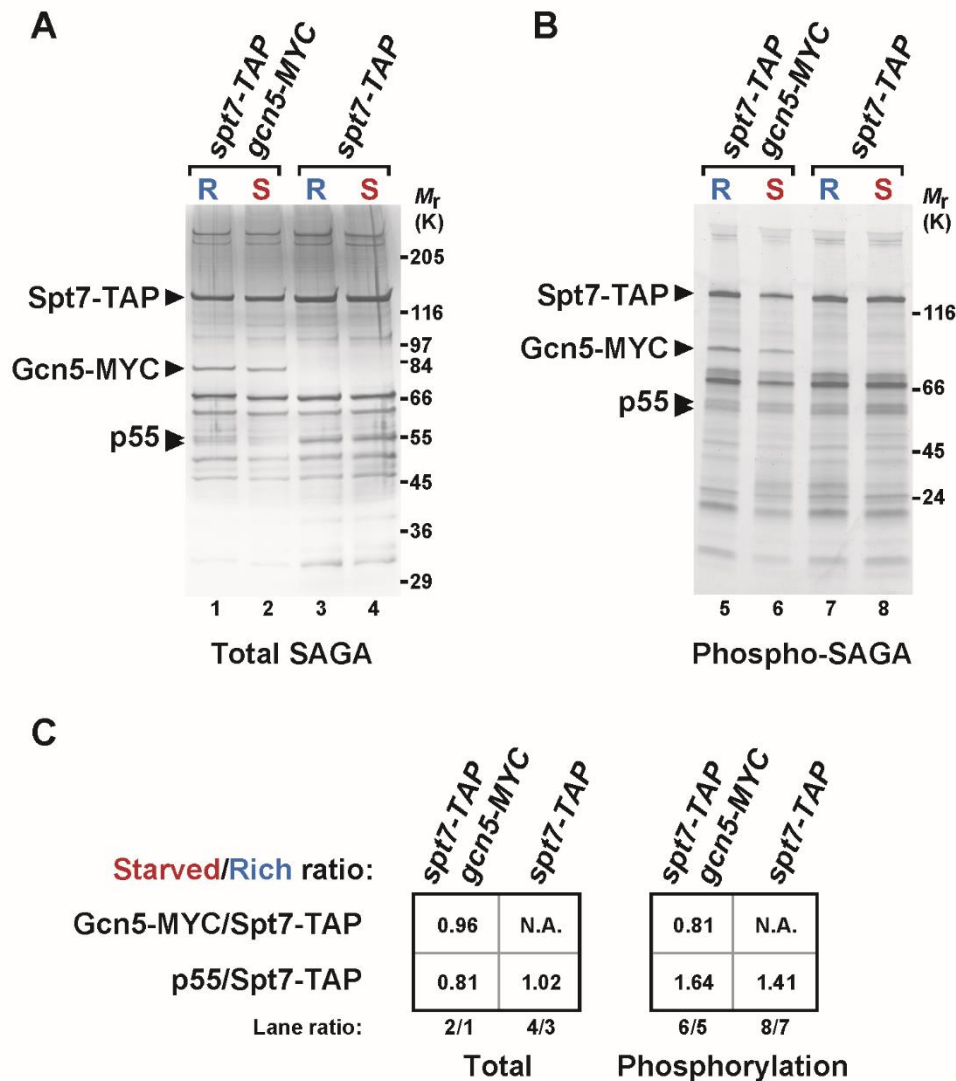 A
spt7-TAP
gcn5-MYC
spt7-TAP
R S R S
Mr
(K)
205
Spt7-TAP
116
97
Gcn5-MYC
84
66
p55
55
45
36
29
1 2 3 4
Total SAGA
B
spt7-TAP
gcn5-MYC
spt7-TAP
R S R S
Mr
(K)
Spt7-TAP
116
Gcn5-MYC
66
p55
45
24
5 6 7 8
Phospho-SAGA
C
spt7-TAP
gcn5-MYC
spt7-TAP
spt7-TAP
gcn5-MYC
spt7-TAP
Starved/Rich ratio:
Gcn5-MYC/Spt7-TAP 0.96 N.A. 0.81 N.A.
p55/Spt7-TAP 0.81 1.02 1.64 1.41
Lane ratio: 2/1 4/3 6/5 8/7
Total Phosphorylation